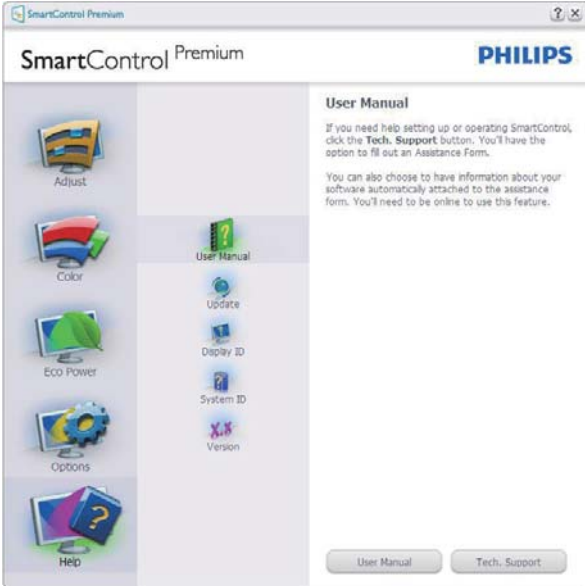 SmartControl Premium
? X
SmartControl Premium
PHILIPS
Adjust
Color
Eco Power
Options
Help
User Manual
Update
Display ID
System ID
X.X
Version
User Manual
If you need help setting up or operating SmartControl,
click the Tech. Support button. You'll have the
option to fill out an Assistance Form.
You can also choose to have information about your
software automatically attached to the assistance
form. You'll need to be online to use this feature.
User Manual
Tech. Support